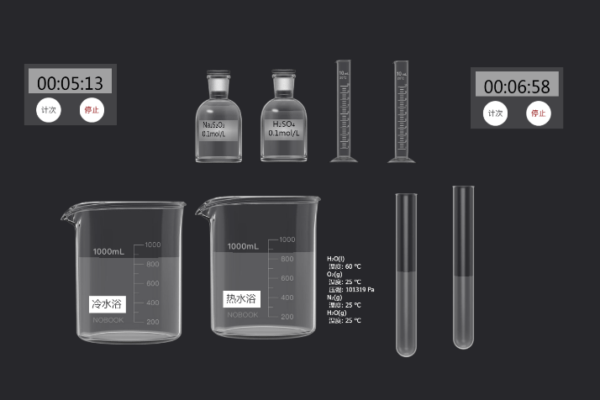 00:05:13
计次
停止
Na₂S₂O₃
0.1mol/L
H₂SO₄
0.1mol/L
00:06:58
计次
停止
1000mL
1000
800
600
400
200
冷水浴
NOBOOK
1000mL
1000
800
600
400
200
热水浴
NOBOOK
H₂O(l)
温度: 60 ℃
O₂(g)
温度: 25 ℃
压强: 101319 Pa
N₂(g)
温度: 25 ℃
H₂O(g)
温度: 25 ℃